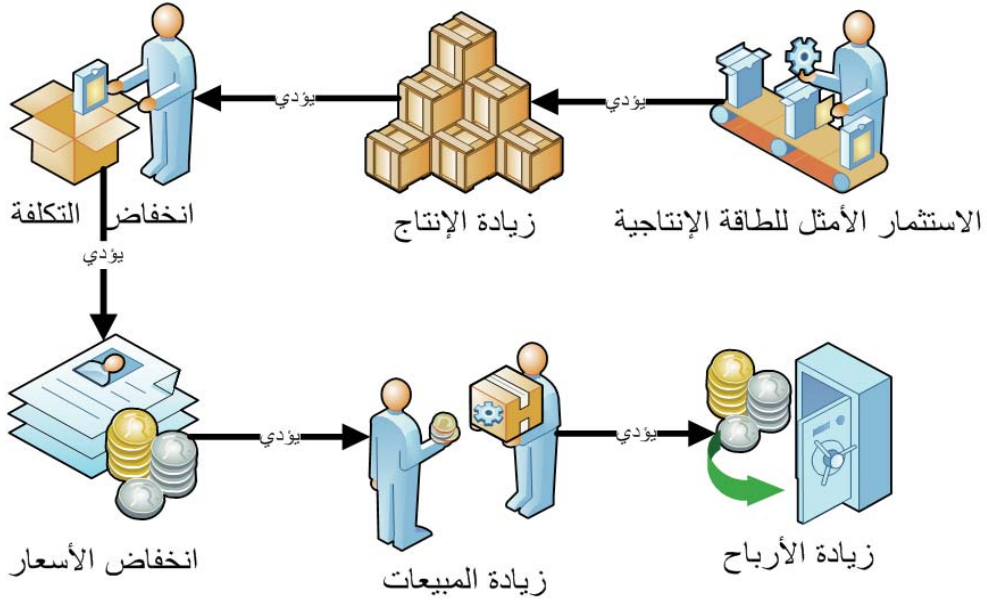 يؤدي
يؤدي
الاستثمار الأمثل للطاقة الإنتاجية
زيادة الإنتاج
انخفاض التكلفة
يؤدي
يؤدي
يؤدي
انخفاض الأسعار
زيادة المبيعات
زيادة الأرباح